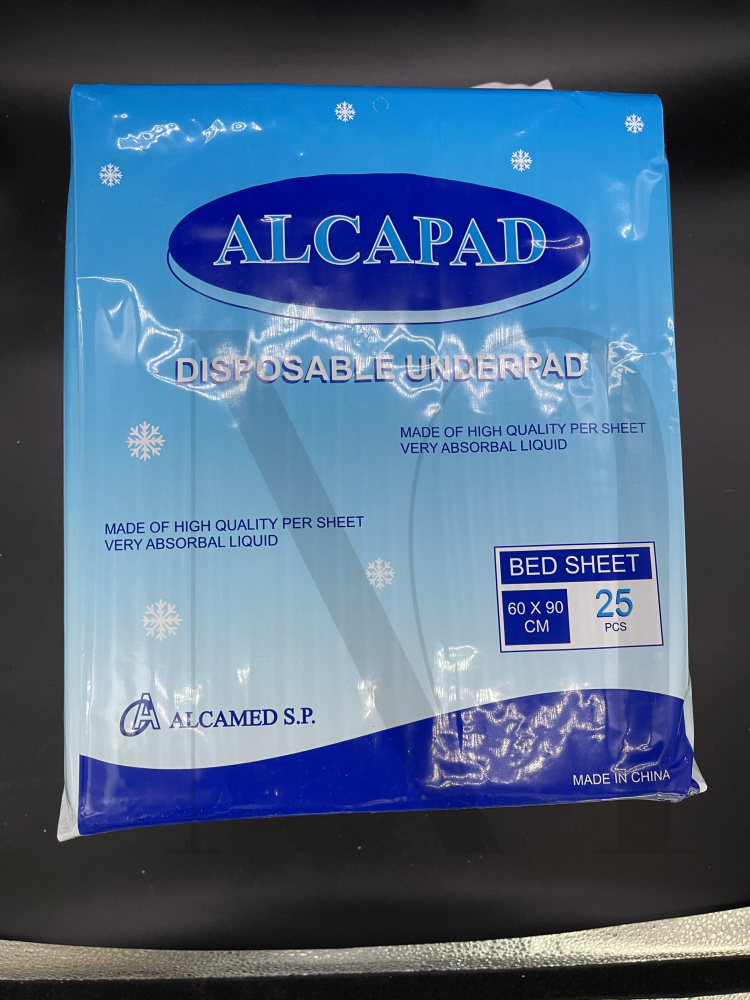 ALCAPAD
DISPOSABLE UNDERPAD
MADE OF HIGH QUALITY PER SHEET
VERY ABSORBAL LIQUID
MADE OF HIGH QUALITY PER SHEET
VERY ABSORBAL LIQUID
BED SHEET
60 X 90
CM
25
PCS
ALCAMED S.P.
MADE IN CHINA